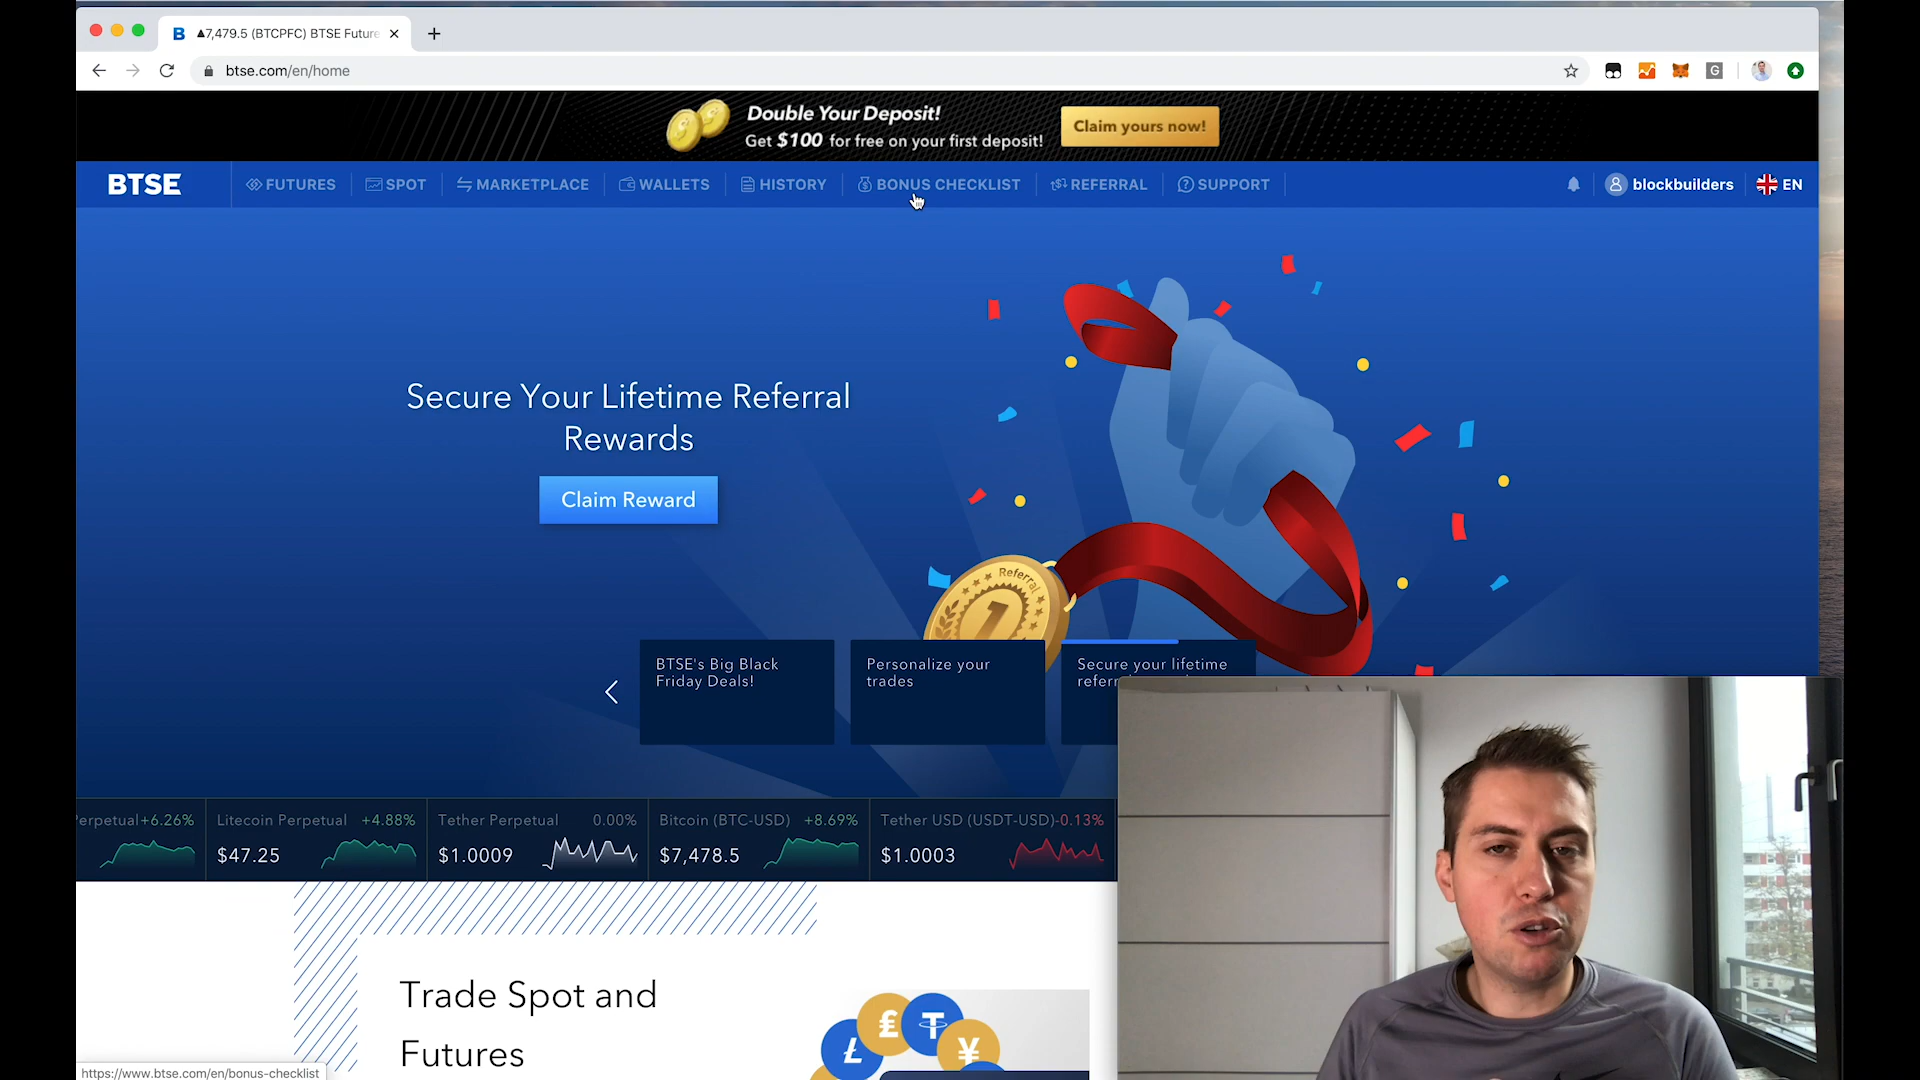 B ▲7,479.5 (BTCPFC) BTSE Future
btse.com/en/home
G
Double Your Deposit!
Get $100 for free on your first deposit!
Claim yours now!
BTSE
FUTURES
SPOT
MARKETPLACE
WALLETS
HISTORY
BONUS CHECKLIST
REFERRAL
SUPPORT
blockbuilders
EN
Secure Your Lifetime Referral
Rewards
Claim Reward
Referral
1
BTSE's Big Black
Friday Deals!
Personalize your
trades
Secure your lifetime
Perpetual +6.26%
Litecoin Perpetual +4.88%
$47.25
Tether Perpetual 0.00%
$1.0009
Bitcoin (BTC-USD) +8.69%
$7,478.5
Tether USD (USDT-USD) -0.13%
$1.0003
Trade Spot and
Futures
https://www.btse.com/en/bonus-checklist